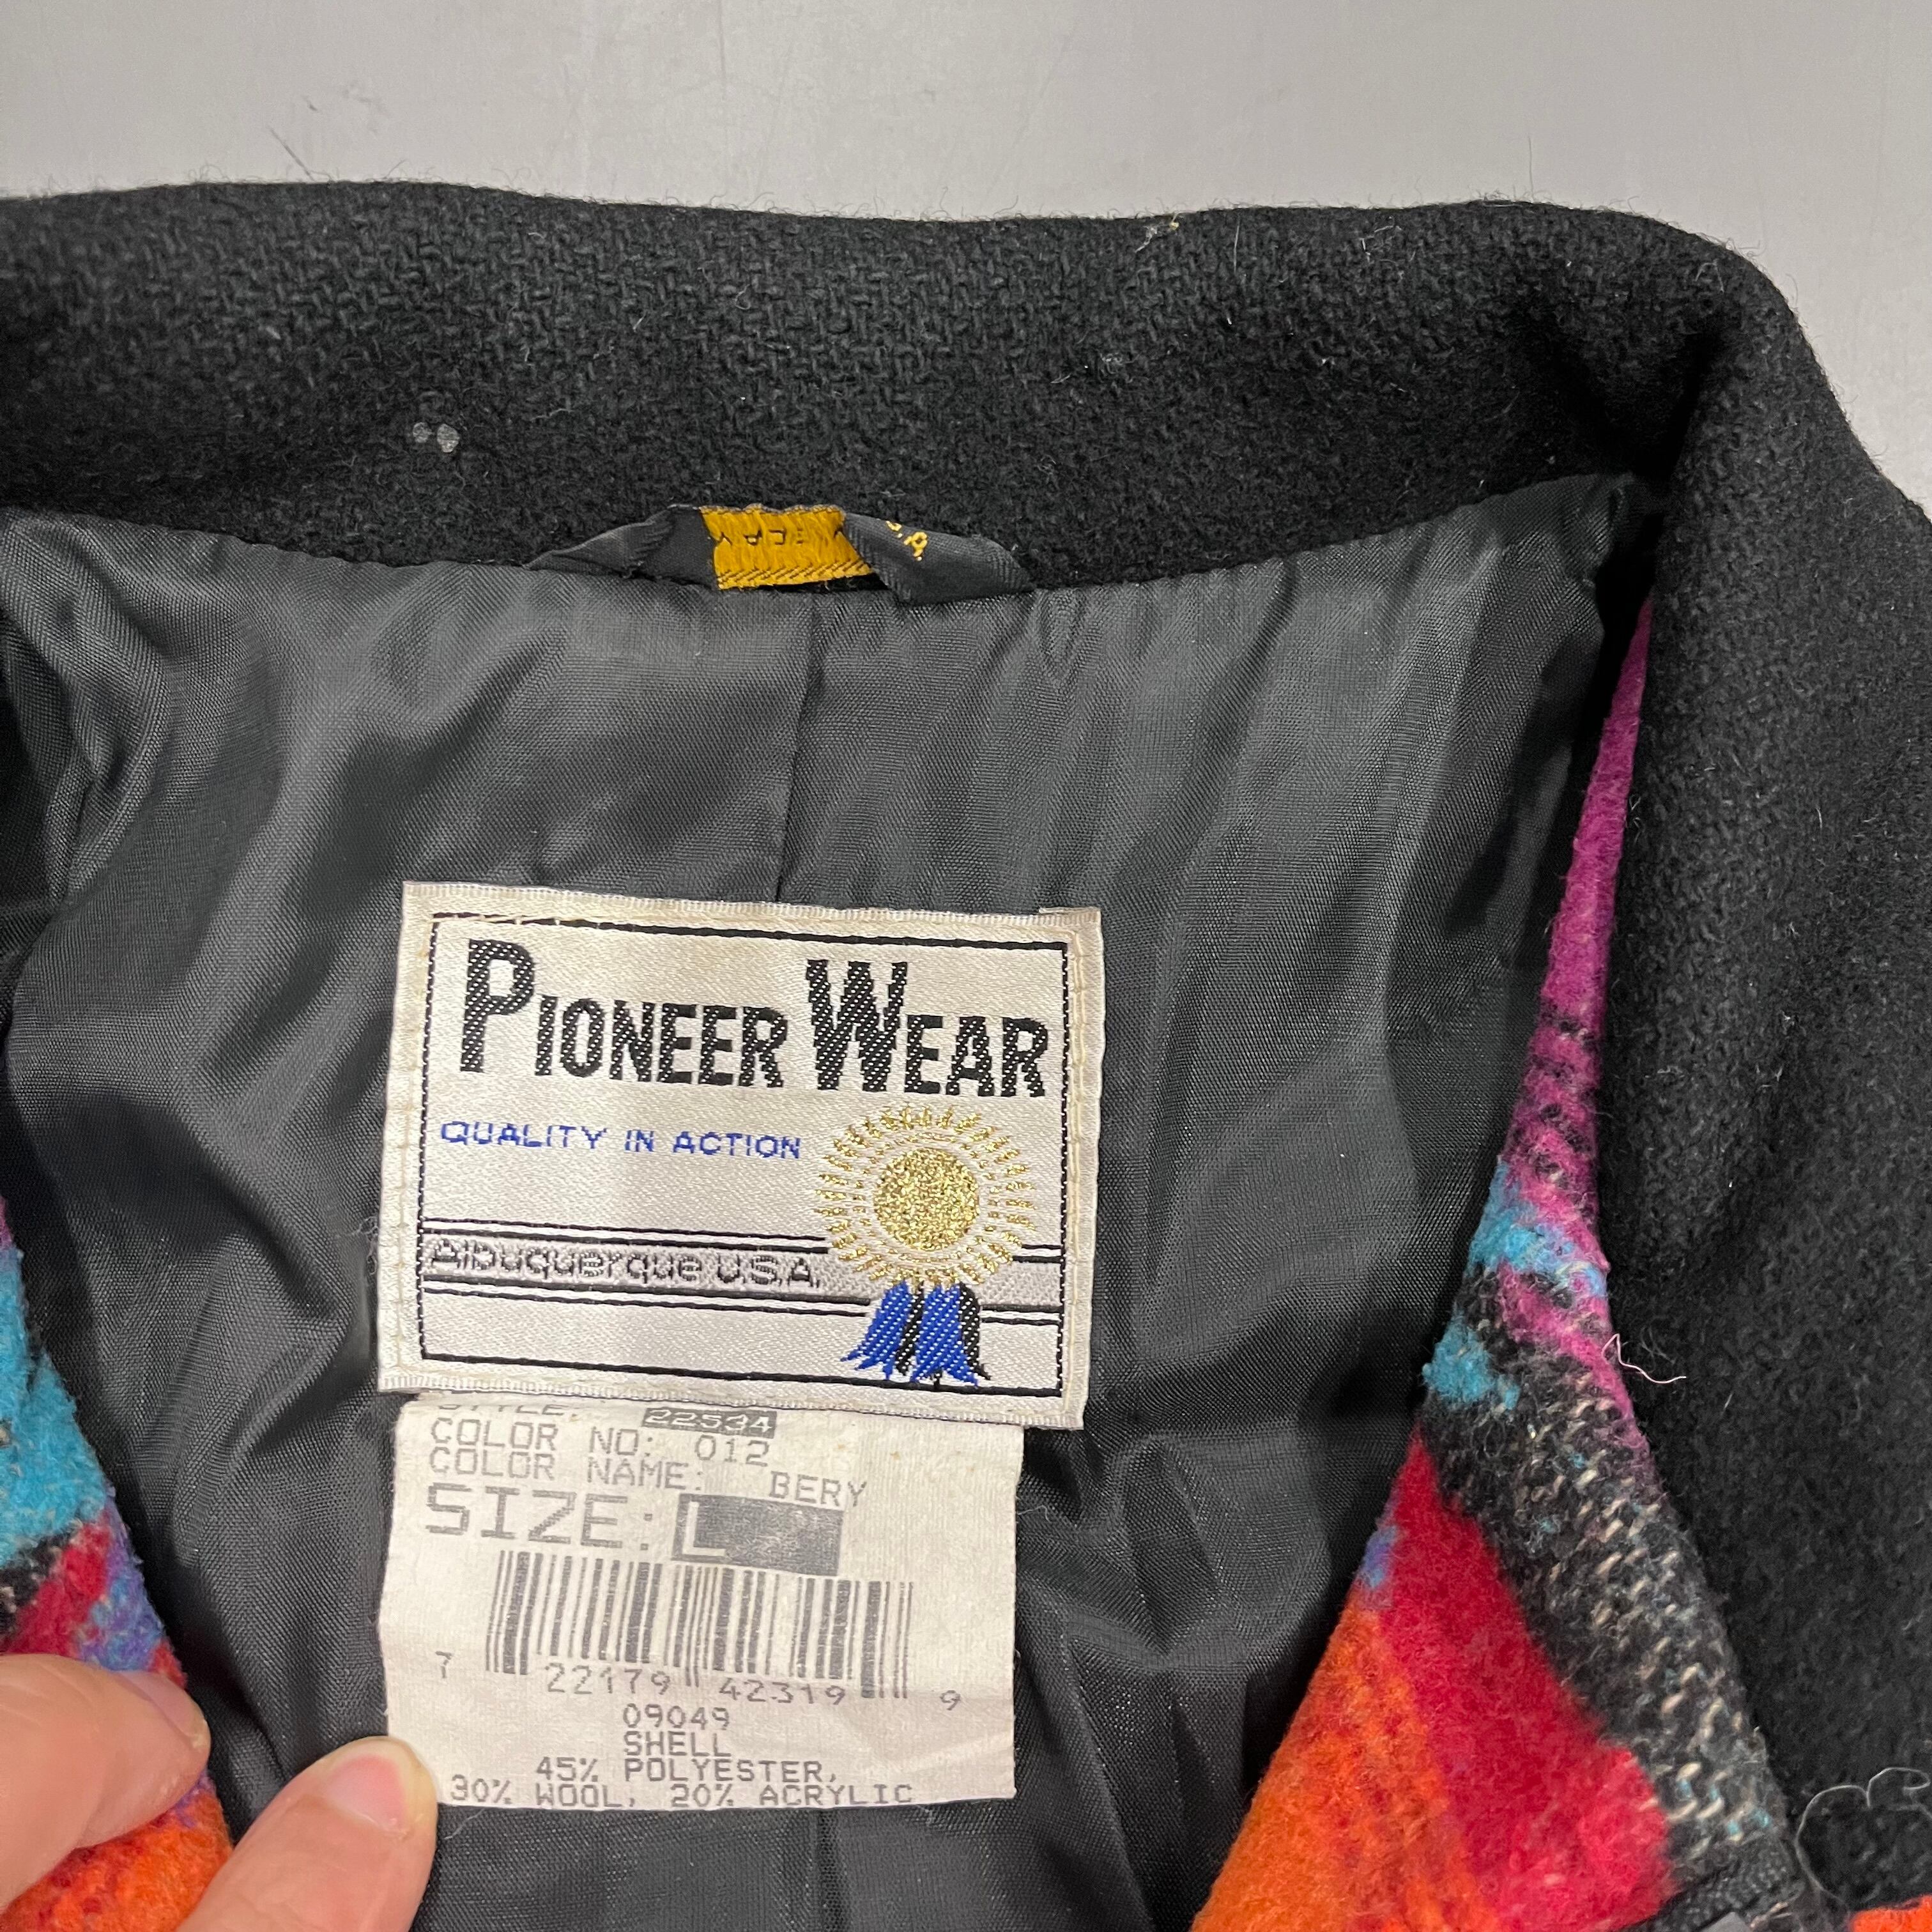 PIONEER WEAR
QUALITY IN ACTION
Albuquerque U.S.A.
STYLE: 22534
COLOR NO: 012
COLOR NAME: BERY
SIZE: L
7 22179 42319 9
09049
SHELL
45% POLYESTER,
30% WOOL, 20% ACRYLIC